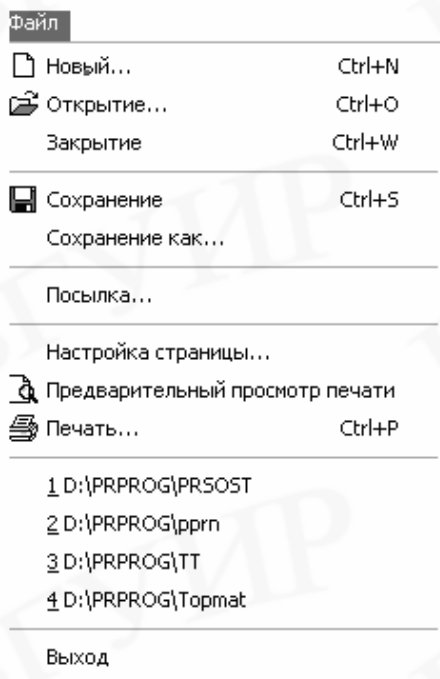 Файл
Новый... Ctrl+N
Открытие... Ctrl+O
Закрытие Ctrl+W
Сохранение Ctrl+S
Сохранение как...
Посылка...
Настройка страницы...
Предварительный просмотр печати
Печать... Ctrl+P
1 D:\PRPROG\PRSOST
2 D:\PRPROG\pprn
3 D:\PRPROG\TT
4 D:\PRPROG\Topmat
Выход